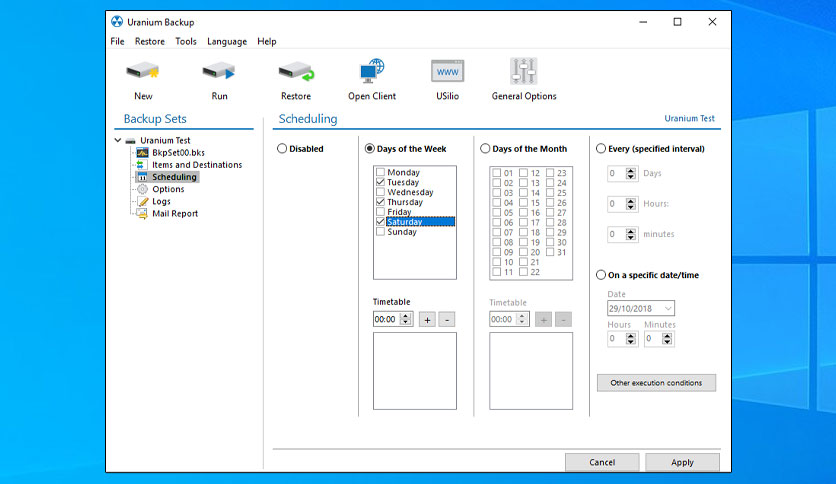 Uranium Backup
File Restore Tools Language Help
New Run Restore Open Client USilio General Options
WWW
Backup Sets
Uranium Test
BkpSet00.bks
Items and Destinations
Scheduling
Options
Logs
Mail Report
Scheduling Uranium Test
Disabled
Days of the Week
Monday
Tuesday
Wednesday
Thursday
Friday
Saturday
Sunday
Timetable
00:00 + -
Days of the Month
01 12 23
02 13 24
03 14 25
04 15 26
05 16 27
06 17 28
07 18 29
08 19 30
09 20 31
10 21
11 22
Timetable
00:00 + -
Every (specified interval)
0 Days
0 Hours:
0 minutes
On a specific date/time
Date
29/10/2018
Hours Minutes
0 0
Other execution conditions
Cancel Apply